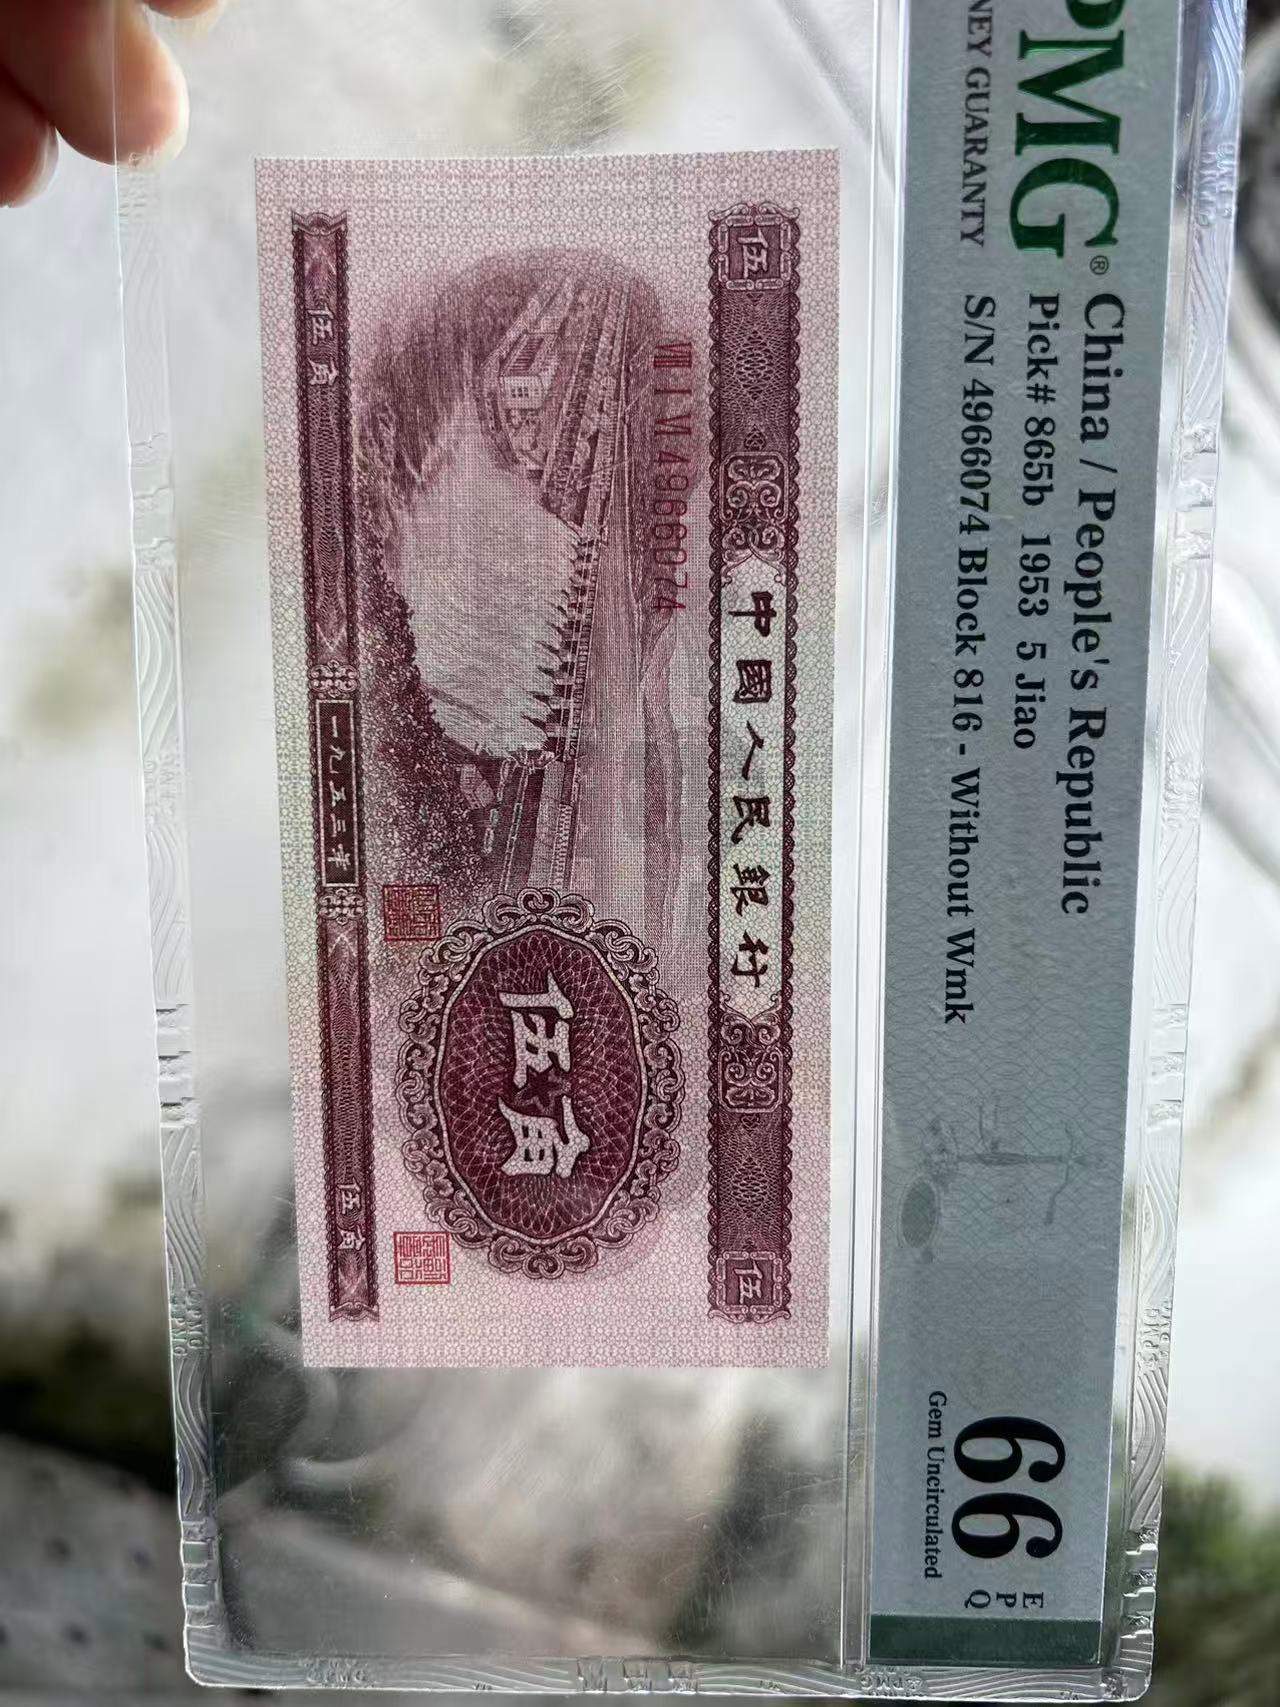 PMG®
NEY GUARANTY
China / People's Republic
Pick# 865b 1953 5 Jiao
S/N 4966074 Block 816 - Without Wmk
66 EPQ
Gem Uncirculated
伍 中國人民銀行 伍
Ⅷ Ⅰ Ⅵ 4966074
伍角
伍角 一九五三年 伍角